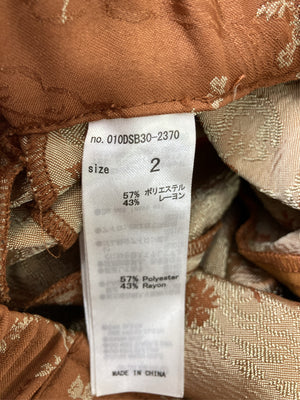 no. 010DSB30-2370
size 2
57% ポリエステル
43% レーヨン
57% Polyester
43% Rayon
MADE IN CHINA